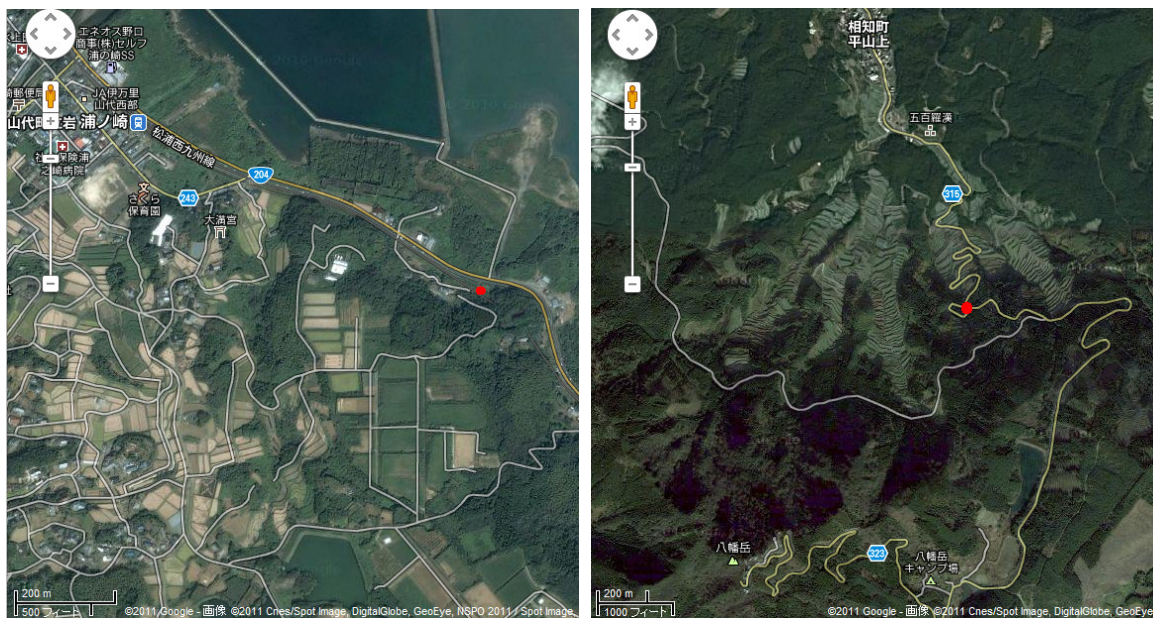 エネオス野口
商事(株)セルフ
浦の崎SS
JA伊万里
山代西部
浦ノ崎
松浦西九州線
204
243
さくら
保育園
大満宮
200 m
500 フィート
©2011 Google - 画像 ©2011 Cnes/Spot Image, DigitalGlobe, GeoEye, NSPO 2011 / Spot Image,
相知町
平山上
五百羅漢
315
八幡岳
323
八幡岳
キャンプ場
200 m
1000 フィート
©2011 Google - 画像 ©2011 Cnes/Spot Image, DigitalGlobe, GeoEye